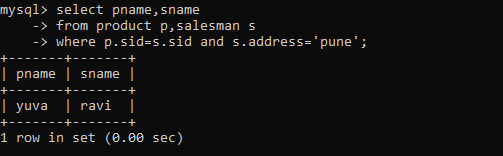 mysql> select pname,sname
    -> from product p,salesman s
    -> where p.sid=s.sid and s.address='pune';
+-------+-------+
| pname | sname |
+-------+-------+
| yuva  | ravi  |
+-------+-------+
1 row in set (0.00 sec)